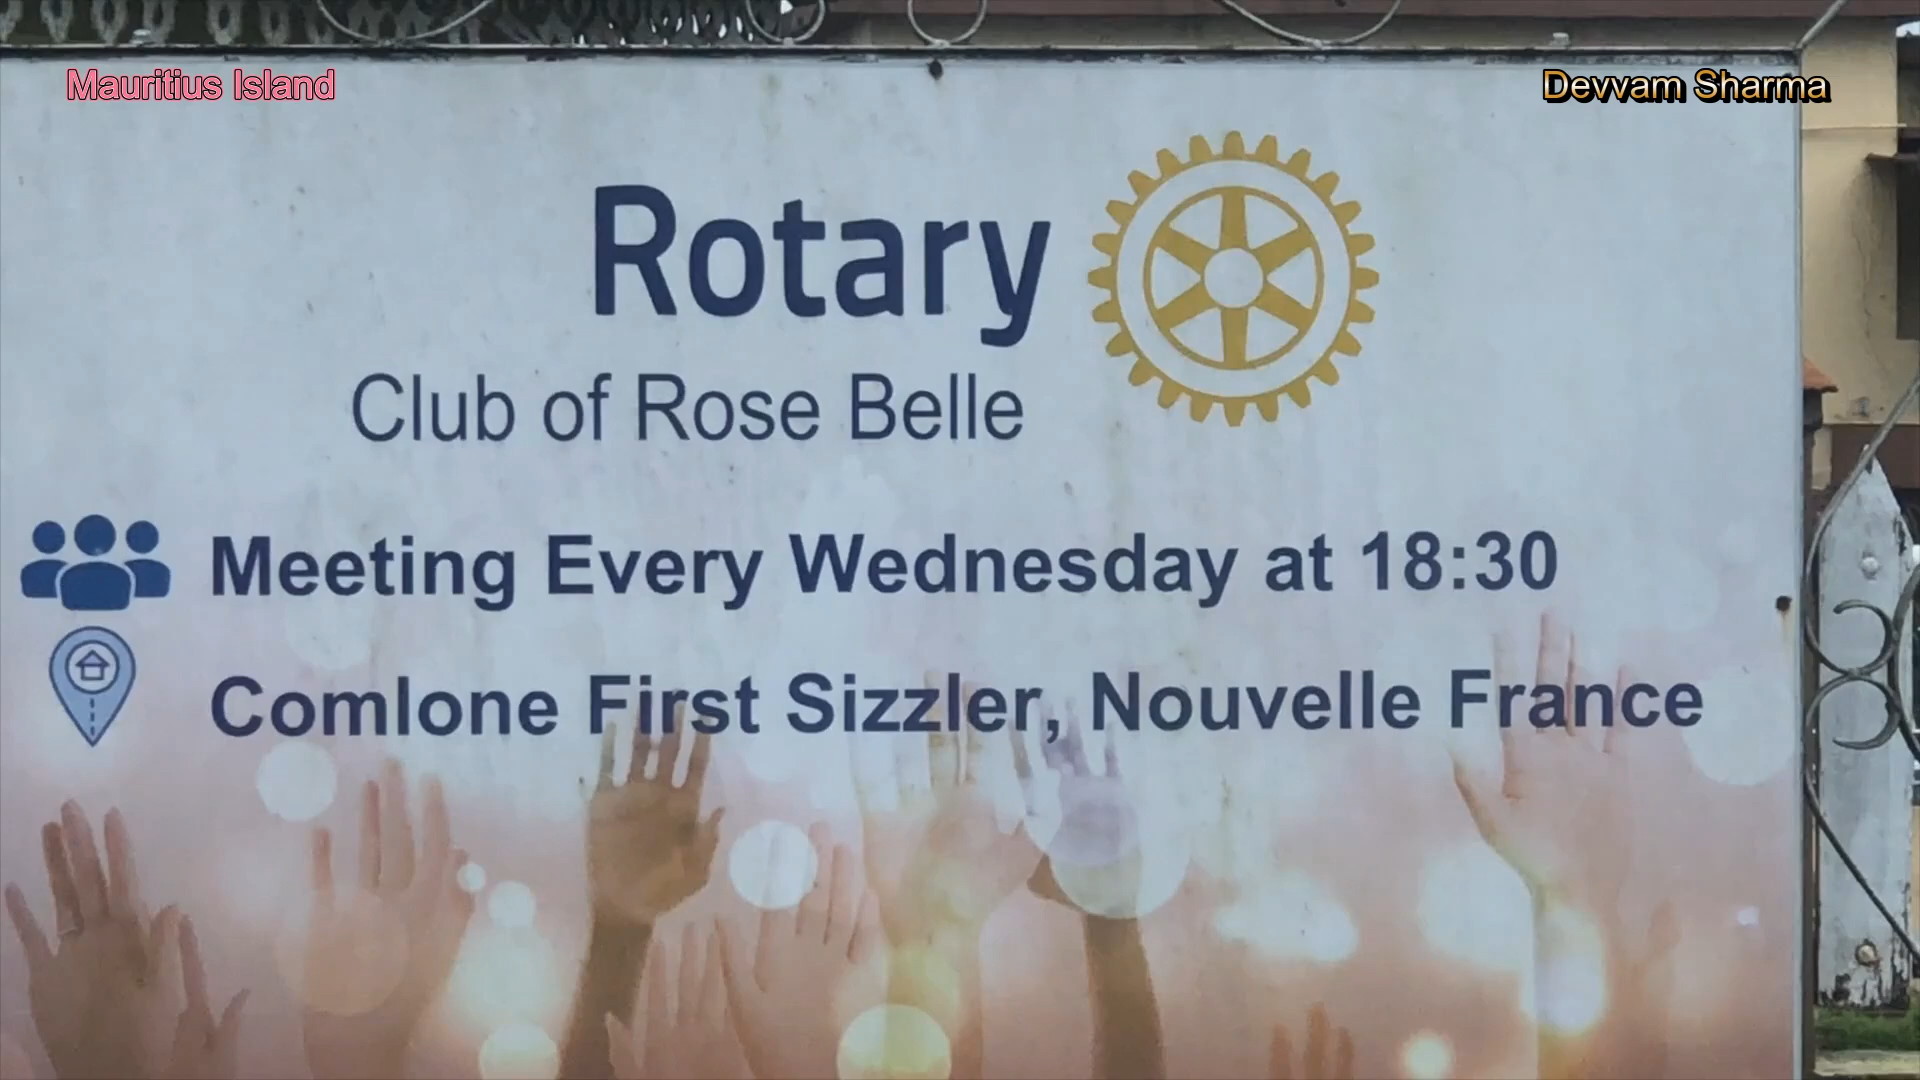 Mauritius Island
Devvam Sharma
Rotary
Club of Rose Belle
Meeting Every Wednesday at 18:30
Comlone First Sizzler, Nouvelle France